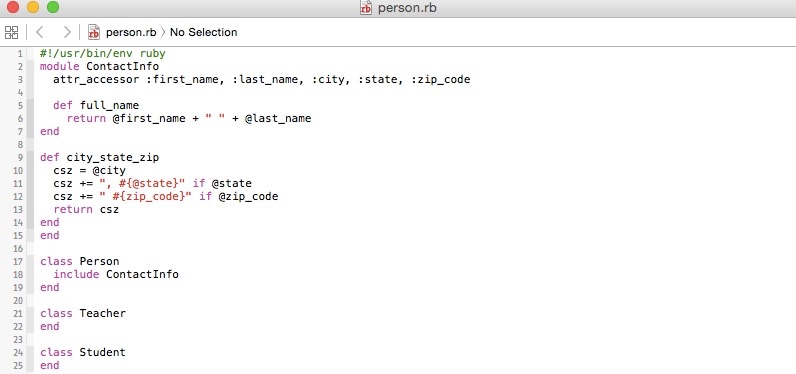 person.rb
person.rb 〉 No Selection
1 #!/usr/bin/env ruby
2 module ContactInfo
3   attr_accessor :first_name, :last_name, :city, :state, :zip_code
4
5   def full_name
6     return @first_name + " " + @last_name
7 end
8
9 def city_state_zip
10   csz = @city
11   csz += ", #{@state}" if @state
12   csz += " #{zip_code}" if @zip_code
13   return csz
14 end
15 end
16
17 class Person
18   include ContactInfo
19 end
20
21 class Teacher
22 end
23
24 class Student
25 end